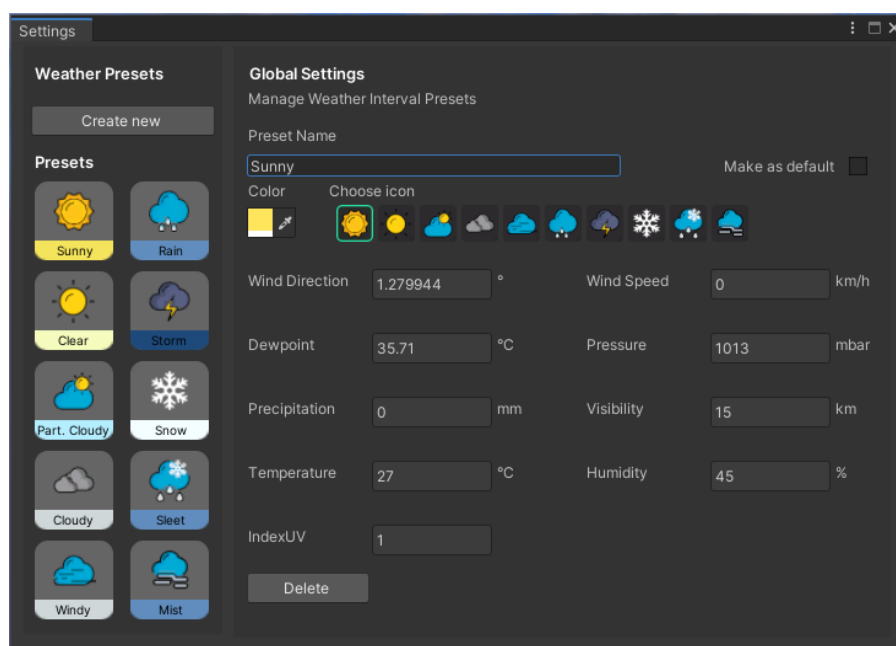 Settings
Weather Presets
Create new
Presets
Sunny
Rain
Clear
Storm
Part. Cloudy
Snow
Cloudy
Sleet
Windy
Mist
Global Settings
Manage Weather Interval Presets
Preset Name
Sunny
Make as default
Color Choose icon
Wind Direction 1.279944 ° Wind Speed 0 km/h
Dewpoint 35.71 °C Pressure 1013 mbar
Precipitation 0 mm Visibility 15 km
Temperature 27 °C Humidity 45 %
IndexUV 1
Delete